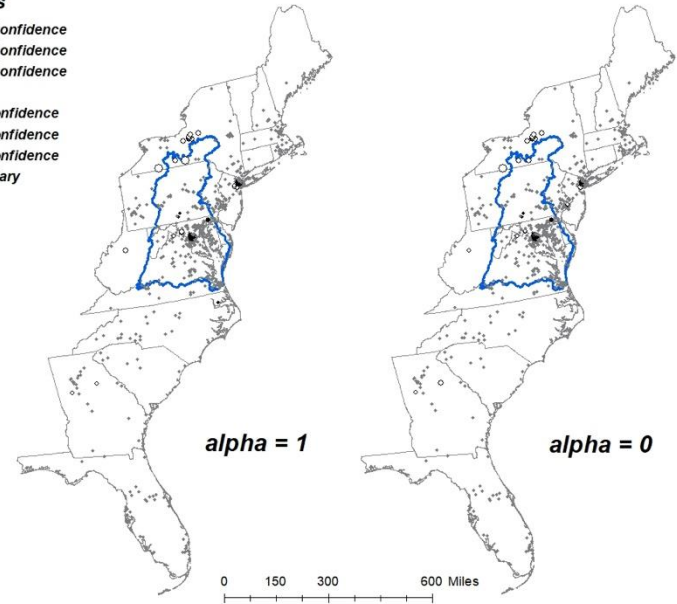 onfidence
onfidence
onfidence
onfidence
onfidence
onfidence
ary
alpha = 1
alpha = 0
0 150 300 600 Miles